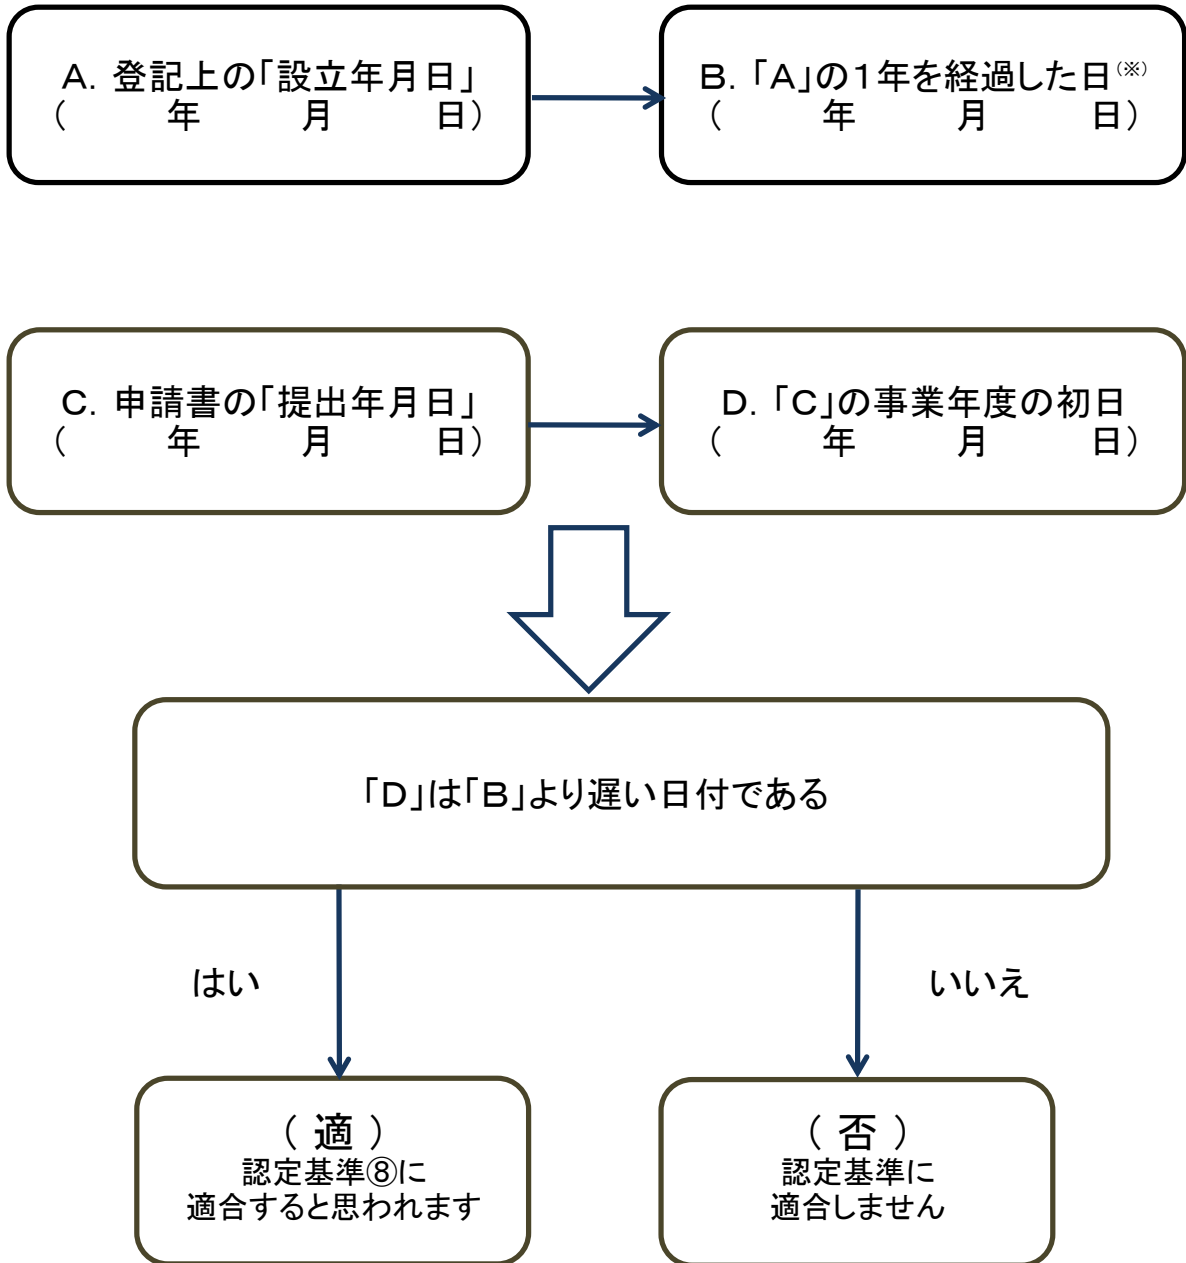 A. 登記上の「設立年月日」
(　　　年　　　月　　　日)
B. 「A」の1年を経過した日(※)
(　　　年　　　月　　　日)
C. 申請書の「提出年月日」
(　　　年　　　月　　　日)
D. 「C」の事業年度の初日
(　　　年　　　月　　　日)
「D」は「B」より遅い日付である
はい
いいえ
( 適 )
認定基準⑧に
適合すると思われます
( 否 )
認定基準に
適合しません